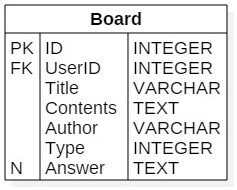 Board
PK ID INTEGER
FK UserID INTEGER
Title VARCHAR
Contents TEXT
Author VARCHAR
Type INTEGER
N Answer TEXT